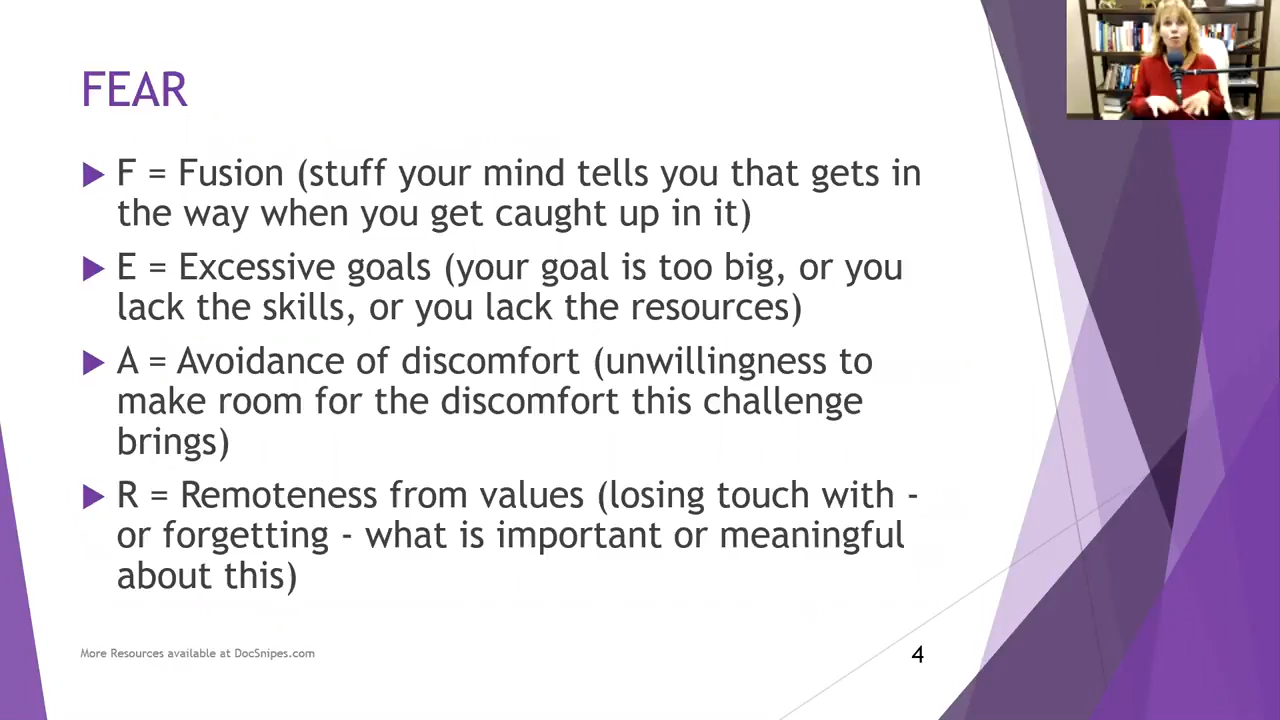 FEAR
F = Fusion (stuff your mind tells you that gets in
the way when you get caught up in it)
E = Excessive goals (your goal is too big, or you
lack the skills, or you lack the resources)
A = Avoidance of discomfort (unwillingness to
make room for the discomfort this challenge
brings)
R = Remoteness from values (losing touch with -
or forgetting - what is important or meaningful
about this)
More Resources available at DocSnipes.com
4